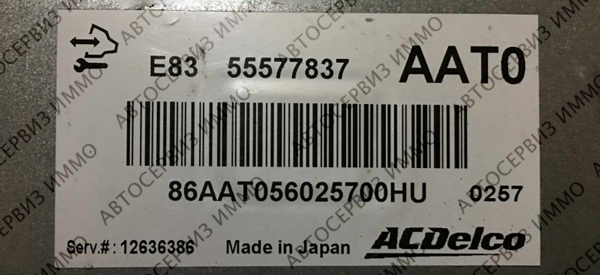 E83 55577837 AAT0
86AAT056025700HU 0257
Serv.#: 12636386 Made in Japan ACDelco
АВТОСЕРВИЗ ИММО